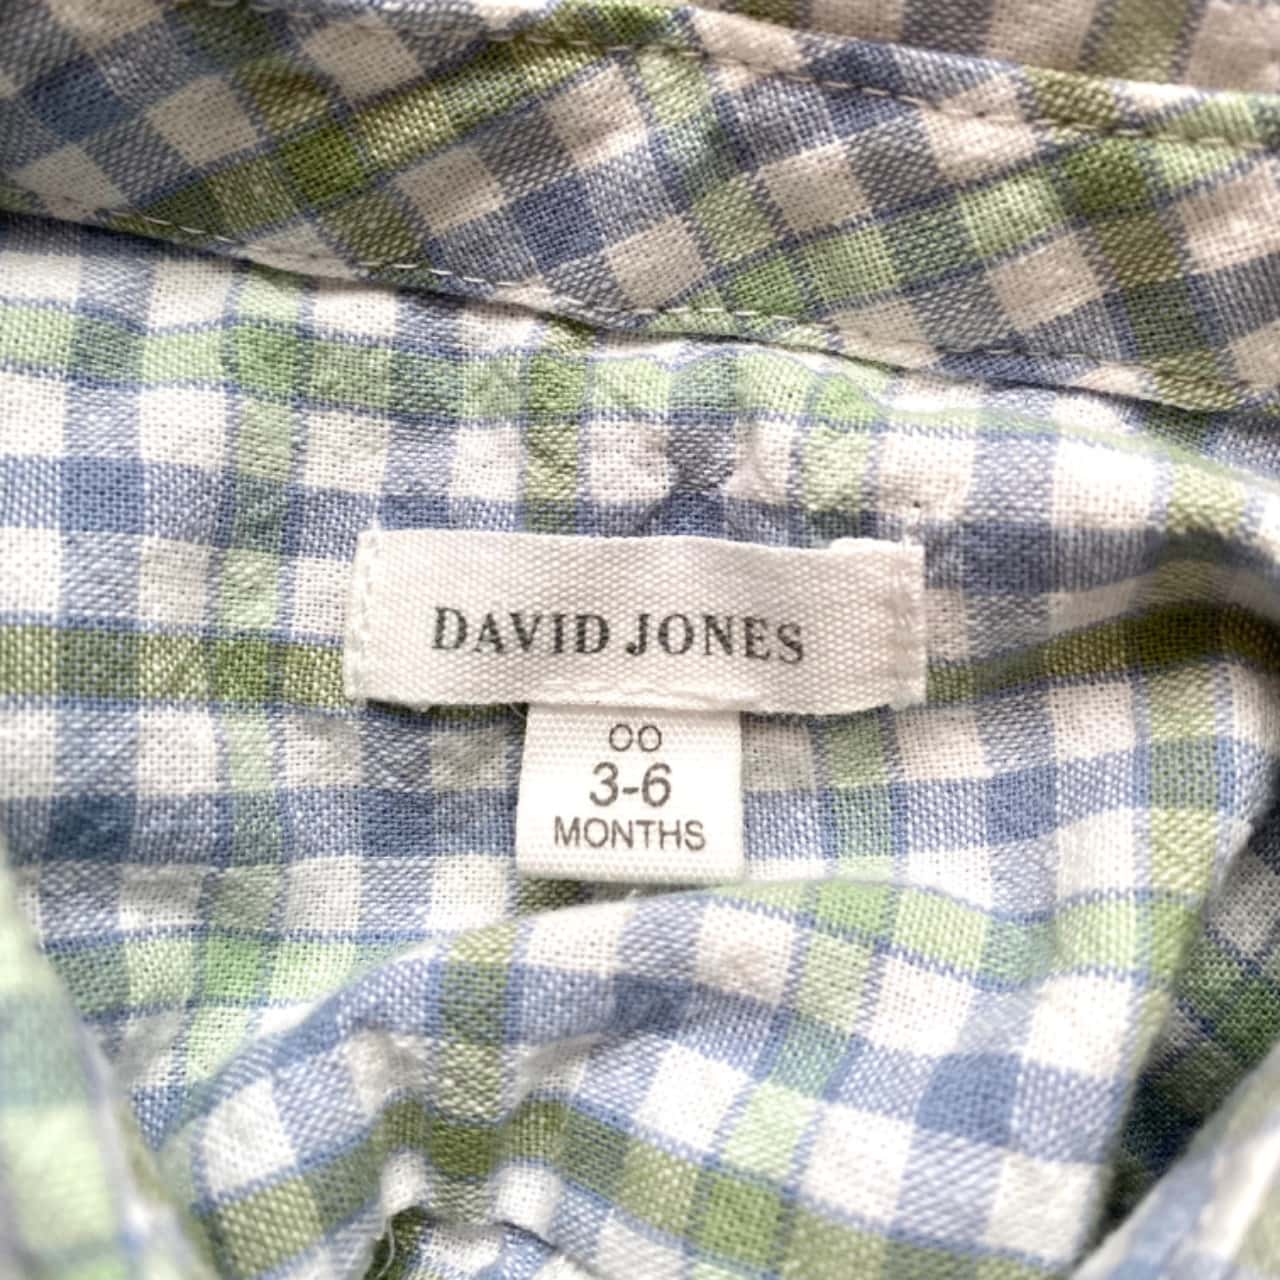 DAVID JONES
00
3-6
MONTHS